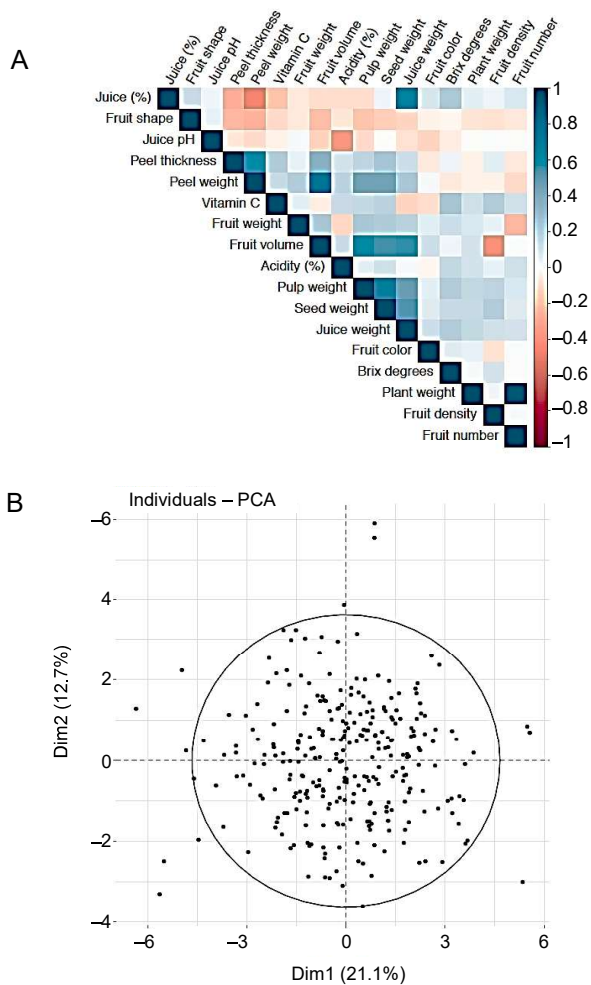 A
Juice (%)
Fruit shape
Juice pH
Peel thickness
Peel weight
Vitamin C
Fruit weight
Fruit volume
Acidity (%)
Pulp weight
Seed weight
Juice weight
Fruit color
Brix degrees
Plant weight
Fruit density
Fruit number
Juice (%)
Fruit shape
Juice pH
Peel thickness
Peel weight
Vitamin C
Fruit weight
Fruit volume
Acidity (%)
Pulp weight
Seed weight
Juice weight
Fruit color
Brix degrees
Plant weight
Fruit density
Fruit number
1
0.8
0.6
0.4
0.2
0
–0.2
–0.4
–0.6
–0.8
–1
B
Individuals – PCA
–6
4
2
0
–2
–4
Dim2 (12.7%)
–6
–3
0
3
6
Dim1 (21.1%)